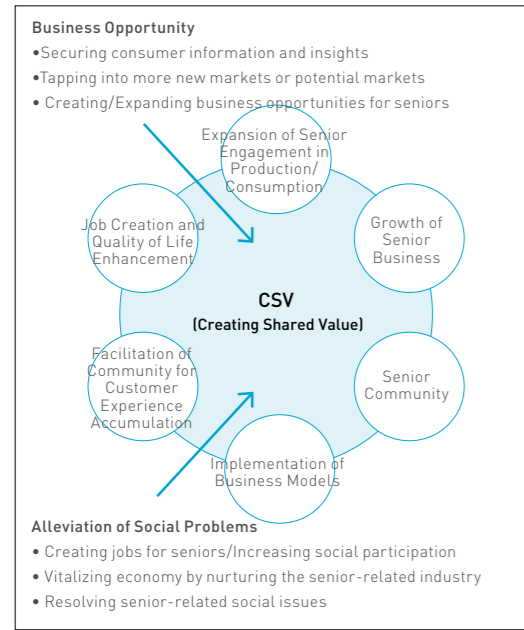 Business Opportunity
•Securing consumer information and insights
•Tapping into more new markets or potential markets
• Creating/Expanding business opportunities for seniors
Expansion of Senior
Engagement in
Production/
Consumption
Job Creation and
Quality of Life
Enhancement
Growth of
Senior
Business
CSV
(Creating Shared Value)
Facilitation of
Community for
Customer
Experience
Accumulation
Senior
Community
Implementation of
Business Models
Alleviation of Social Problems
• Creating jobs for seniors/Increasing social participation
• Vitalizing economy by nurturing the senior-related industry
• Resolving senior-related social issues